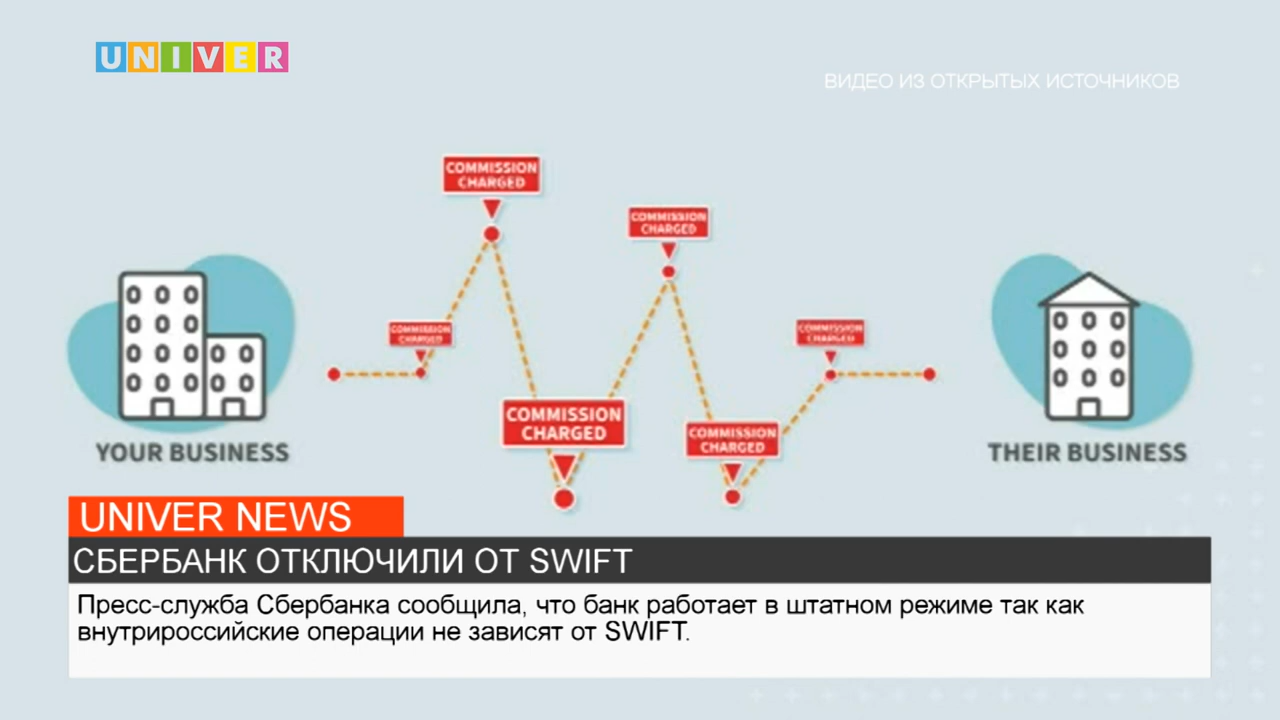 UNIVER
ВИДЕО ИЗ ОТКРЫТЫХ ИСТОЧНИКОВ
COMMISSION
CHARGED
COMMISSION
CHARGED
COMMISSION
CHARGED
COMMISSION
CHARGED
COMMISSION
CHARGED
COMMISSION
CHARGED
YOUR BUSINESS
THEIR BUSINESS
UNIVER NEWS
СБЕРБАНК ОТКЛЮЧИЛИ ОТ SWIFT
Пресс-служба Сбербанка сообщила, что банк работает в штатном режиме так как
внутрироссийские операции не зависят от SWIFT.